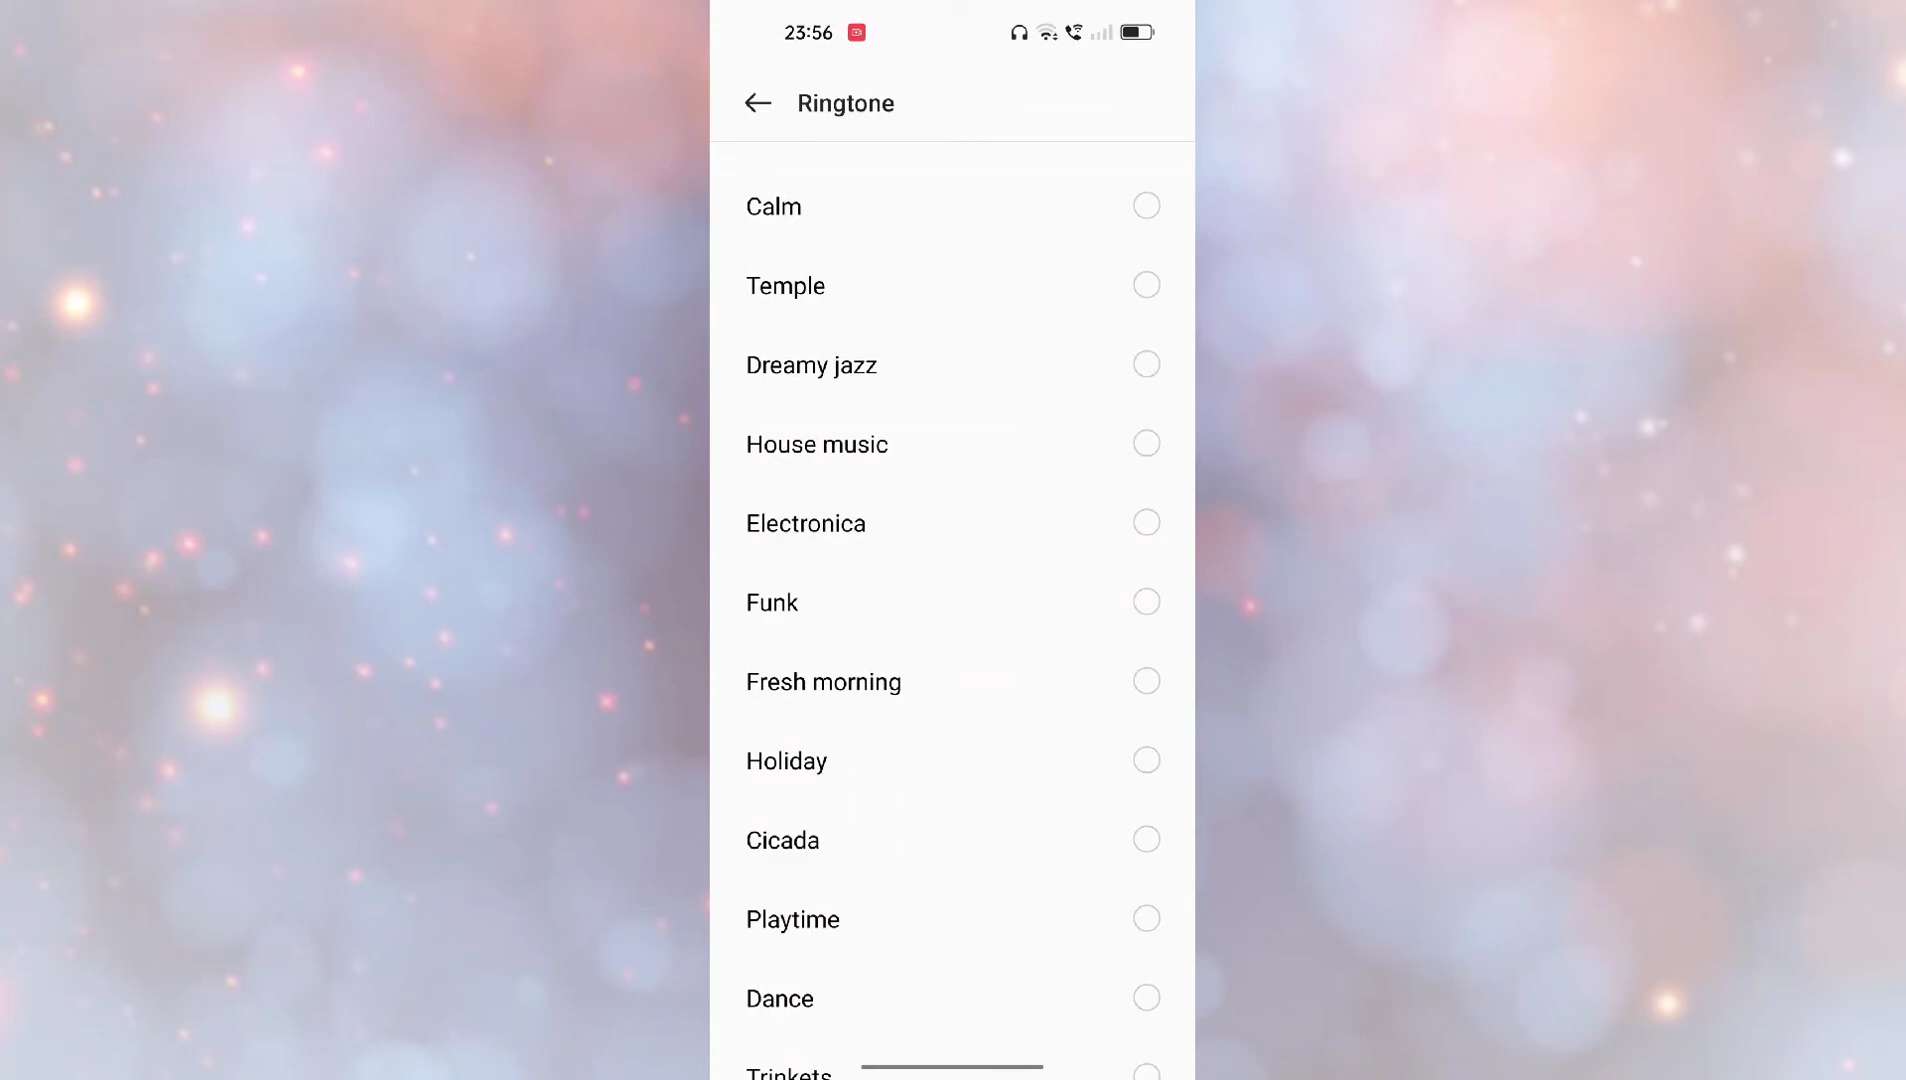 23:56
Ringtone
Calm
Temple
Dreamy jazz
House music
Electronica
Funk
Fresh morning
Holiday
Cicada
Playtime
Dance
Trinkets